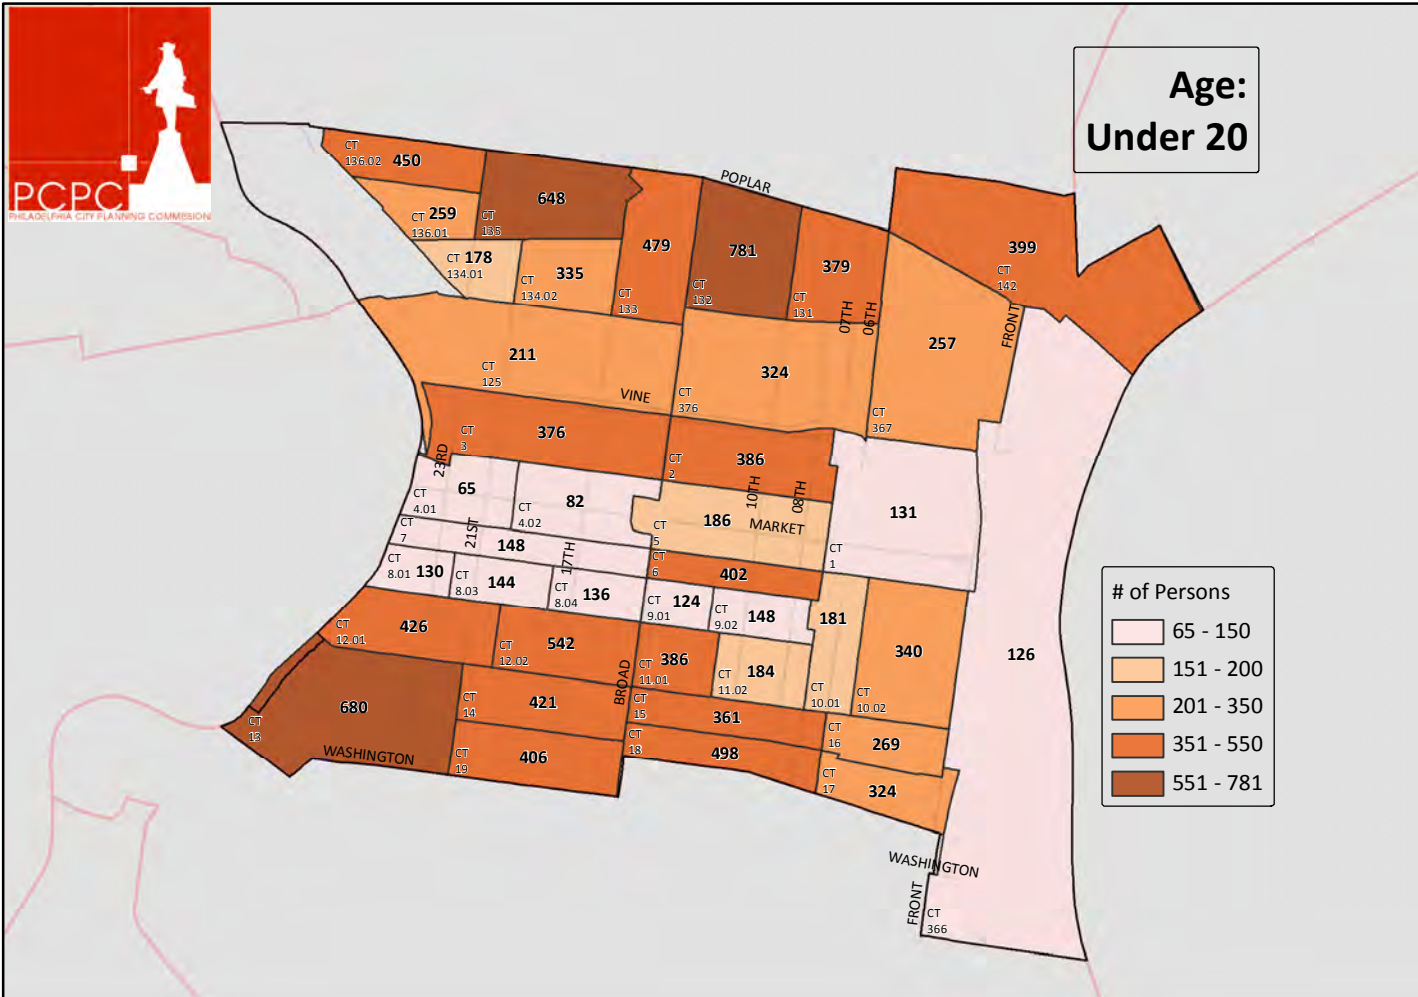 PCPC
PHILADELPHIA CITY PLANNING COMMISSION
Age:
Under 20
POPLAR
CT
136.02
450
CT
136.01
259
CT
135
648
CT
134.01
178
CT
134.02
335
479
CT
133
781
CT
132
379
CT
131
07TH
06TH
399
CT
142
257
FRONT
CT
367
211
CT
125
VINE
324
CT
376
376
CT
3
23RD
386
CT
2
10TH
08TH
65
CT
4.01
82
CT
4.02
186
MARKET
CT
5
131
CT
1
CT
7
21ST
148
17TH
CT
6
402
CT
8.01
130
CT
8.03
144
CT
8.04
136
CT
9.01
124
CT
9.02
148
181
CT
10.01
340
CT
10.02
126
426
CT
12.01
542
CT
12.02
BROAD
386
CT
11.01
184
CT
11.02
680
CT
13
WASHINGTON
421
CT
14
CT
15
361
CT
16
269
406
CT
19
CT
18
498
CT
17
324
WASHINGTON
FRONT
CT
366
# of Persons
65 - 150
151 - 200
201 - 350
351 - 550
551 - 781